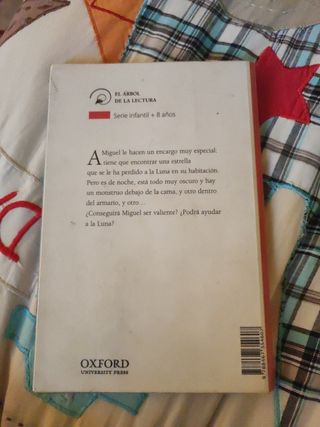 EL ÁRBOL
DE LA LECTURA
Serie infantil + 8 años
A Miguel le hacen un encargo muy especial:
tiene que encontrar una estrella
que se le ha perdido a la Luna en su habitación.
Pero es de noche, está todo muy oscuro y hay
un monstruo debajo de la cama, y otro dentro
del armario, y otro...
¿Conseguirá Miguel ser valiente? ¿Podrá ayudar
a la Luna?
OXFORD
UNIVERSITY PRESS